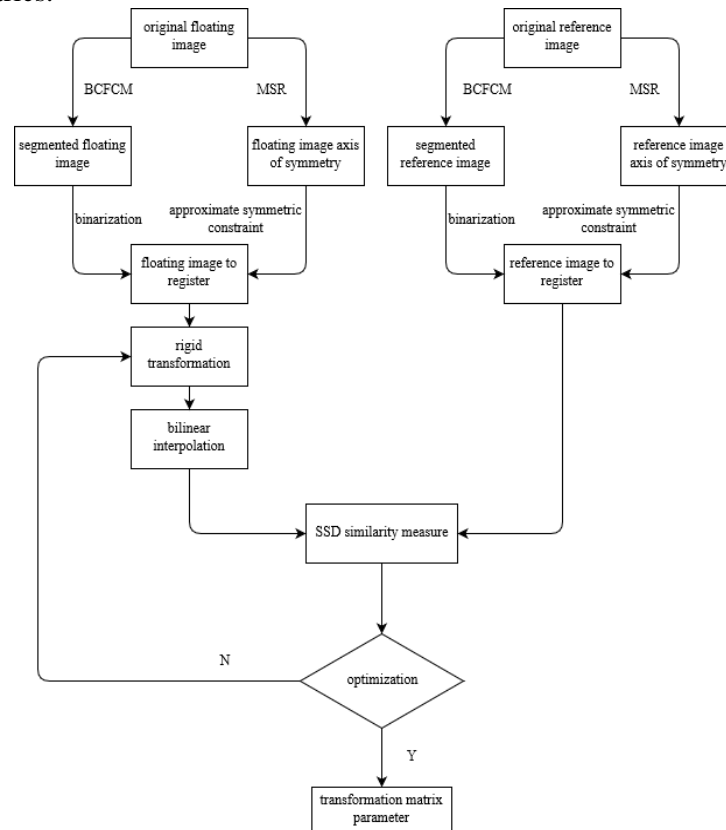 original floating
image
original reference
image
BCFCM
MSR
BCFCM
MSR
segmented floating
image
floating image axis
of symmetry
segmented
reference image
reference image
axis of symmetry
binarization
approximate symmetric
constraint
binarization
approximate symmetric
constraint
floating image to
register
reference image to
register
rigid
transformation
bilinear
interpolation
SSD similarity measure
N
optimization
Y
transformation matrix
parameter